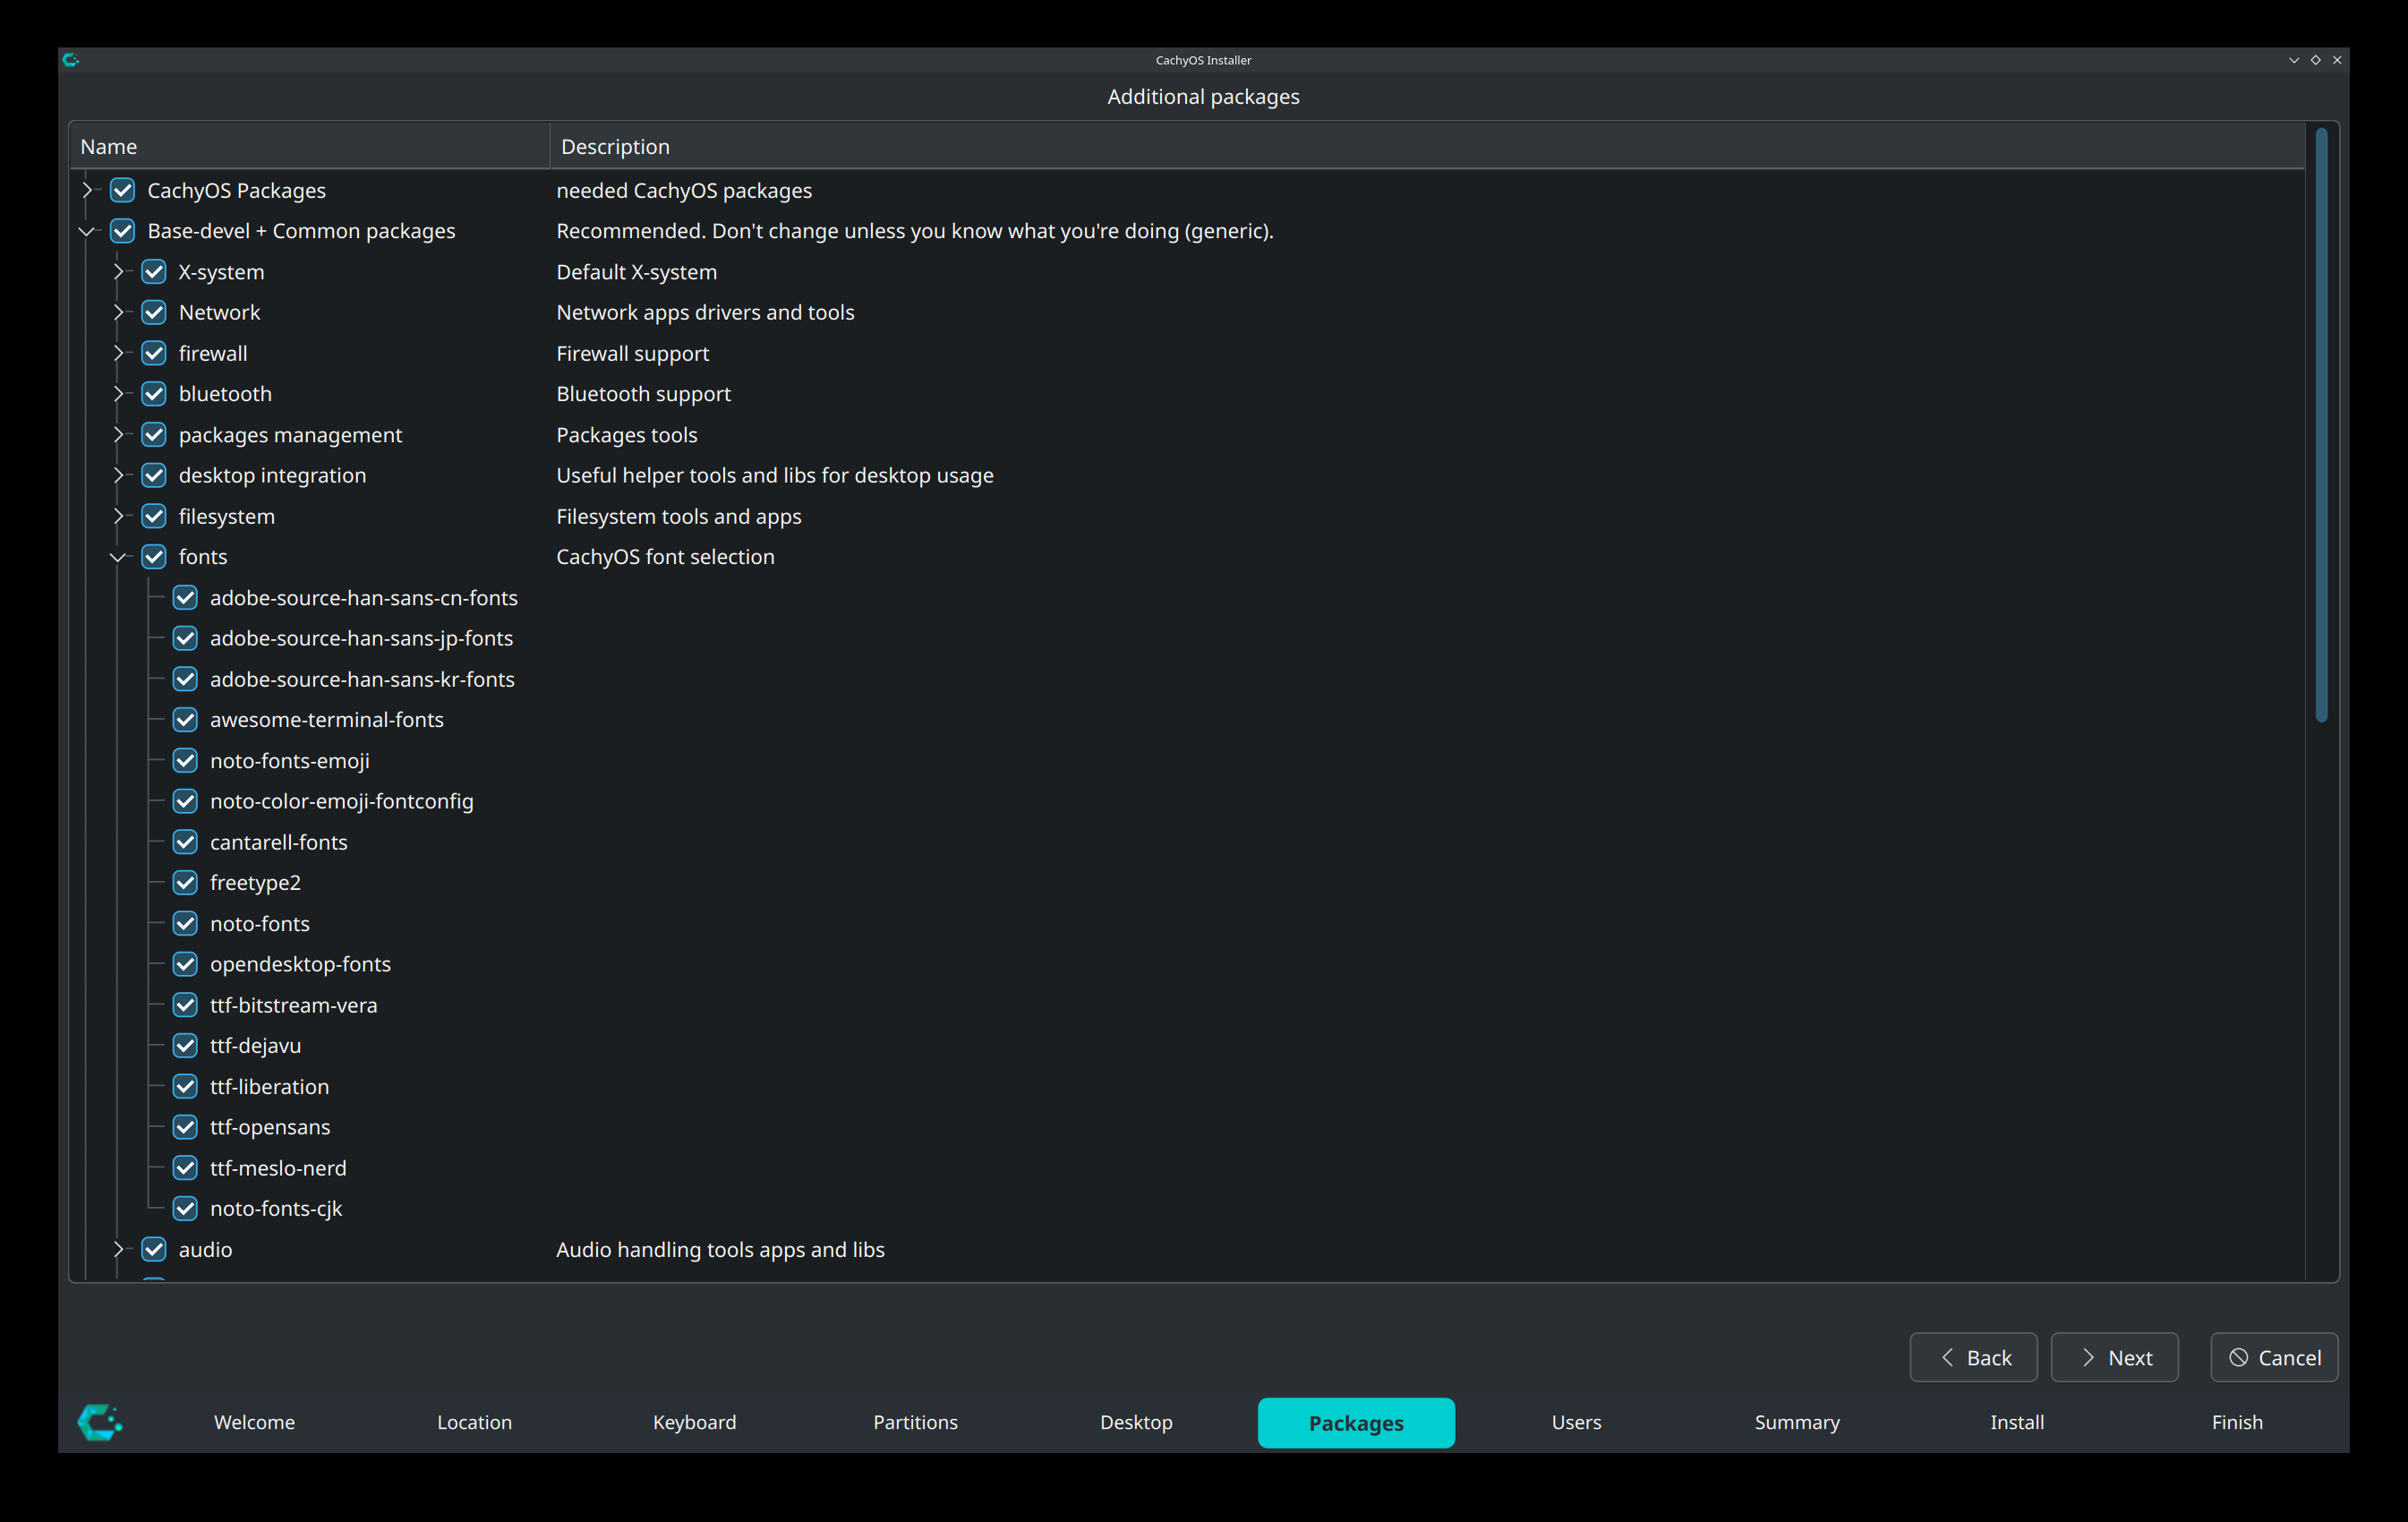 CachyOS Installer
Additional packages
Name Description
CachyOS Packages needed CachyOS packages
Base-devel + Common packages Recommended. Don't change unless you know what you're doing (generic).
X-system Default X-system
Network Network apps drivers and tools
firewall Firewall support
bluetooth Bluetooth support
packages management Packages tools
desktop integration Useful helper tools and libs for desktop usage
filesystem Filesystem tools and apps
fonts CachyOS font selection
adobe-source-han-sans-cn-fonts
adobe-source-han-sans-jp-fonts
adobe-source-han-sans-kr-fonts
awesome-terminal-fonts
noto-fonts-emoji
noto-color-emoji-fontconfig
cantarell-fonts
freetype2
noto-fonts
opendesktop-fonts
ttf-bitstream-vera
ttf-dejavu
ttf-liberation
ttf-opensans
ttf-meslo-nerd
noto-fonts-cjk
audio Audio handling tools apps and libs
Back Next Cancel
Welcome Location Keyboard Partitions Desktop Packages Users Summary Install Finish